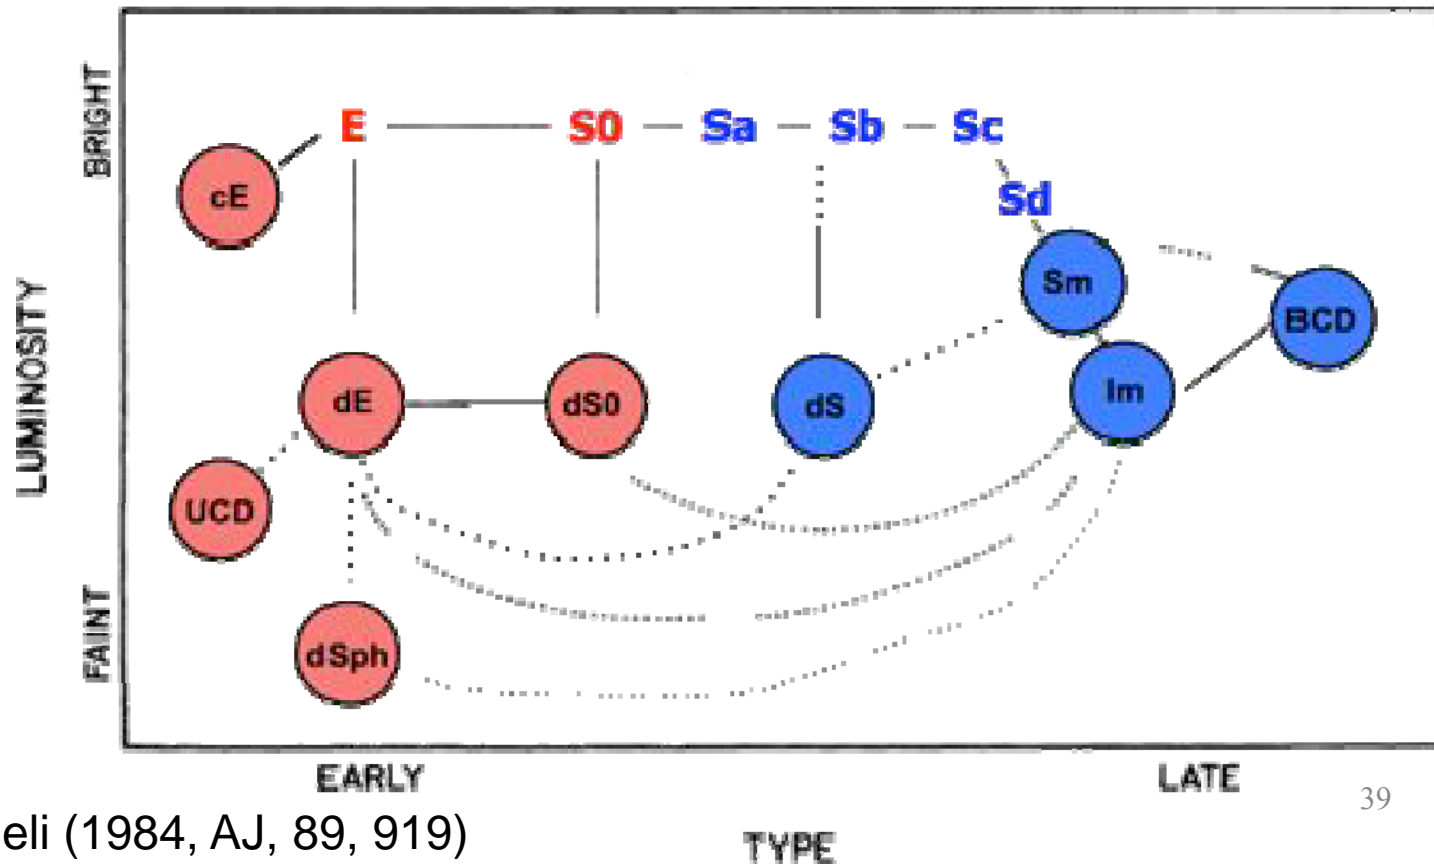 BRIGHT
E S0 Sa Sb Sc
cE
Sd
Sm
BCD
LUMINOSITY
dE dS0 dS Im
UCD
FAINT
dSph
EARLY LATE
39
eli (1984, AJ, 89, 919)
TYPE